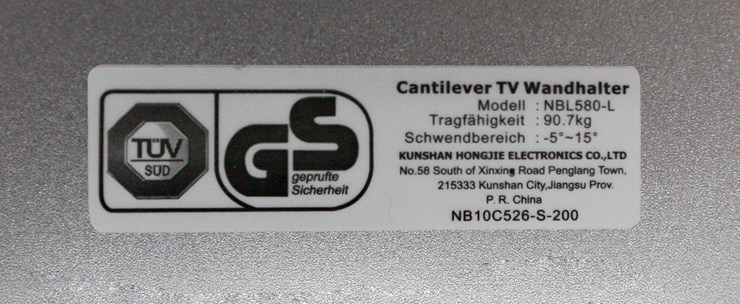 TÜV
SÜD
GS
geprufte
Sicherheit
Cantilever TV Wandhalter
Modell : NBL580-L
Tragfähigkeit : 90.7kg
Schwendbereich : -5°~15°
KUNSHAN HONGJIE ELECTRONICS CO.,LTD
No.58 South of Xinxing Road Penglang Town,
215333 Kunshan City,Jiangsu Prov.
P. R. China
NB10C526-S-200